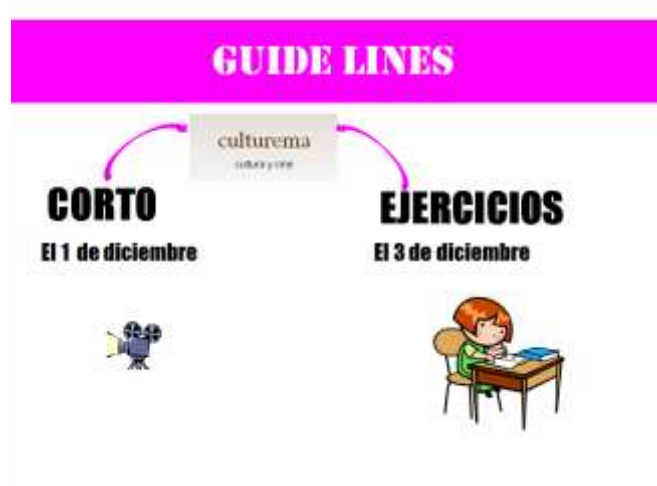 GUIDE LINES
culturema
cultura y cine
CORTO
EJERCICIOS
El 1 de diciembre
El 3 de diciembre